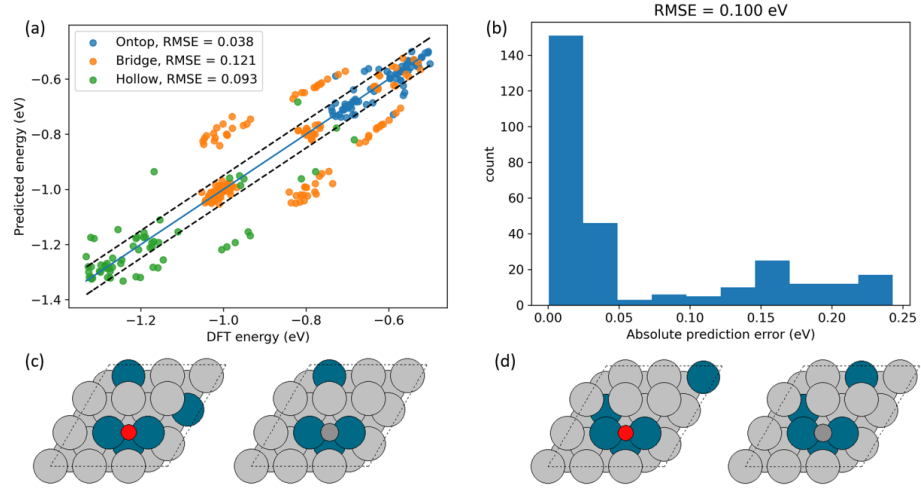 (a)
Ontop, RMSE = 0.038
Bridge, RMSE = 0.121
Hollow, RMSE = 0.093
Predicted energy (eV)
−0.6
−0.8
−1.0
−1.2
−1.4
−1.2
−1.0
−0.8
−0.6
DFT energy (eV)
(b)
RMSE = 0.100 eV
count
140
120
100
80
60
40
20
0
0.00
0.05
0.10
0.15
0.20
0.25
Absolute prediction error (eV)
(c)
(d)